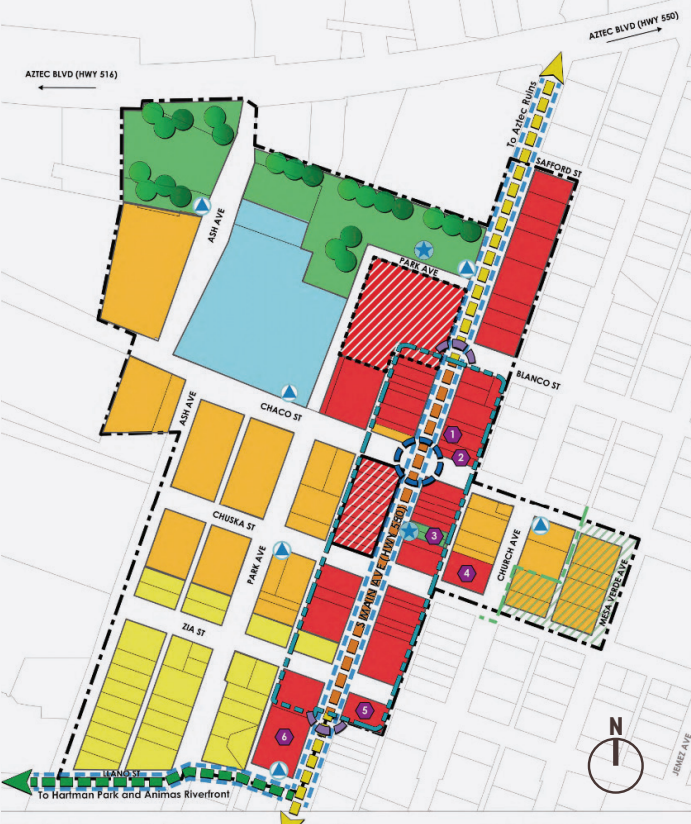 AZTEC BLVD (HWY 550)
AZTEC BLVD (HWY 516)
To Aztec Ruins
SAFFORD ST
ASH AVE
PARK AVE
BLANCO ST
ASH AVE
CHACO ST
1
2
CHUSKA ST
S MAIN AVE (HWY 550)
3
CHURCH AVE
PARK AVE
4
MESA VERDE AVE
ZIA ST
5
6
N
JEMEZ AVE
LLANO ST
To Hartman Park and Animas Riverfront